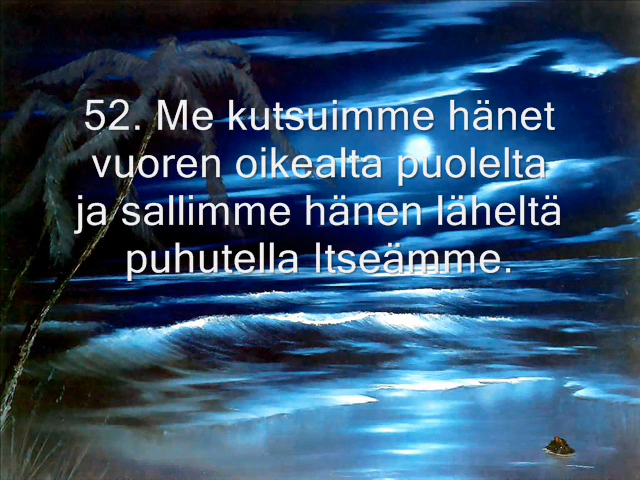 52. Me kutsuimme hänet
vuoren oikealta puolelta
ja sallimme hänen läheltä
puhutella Itseämme.